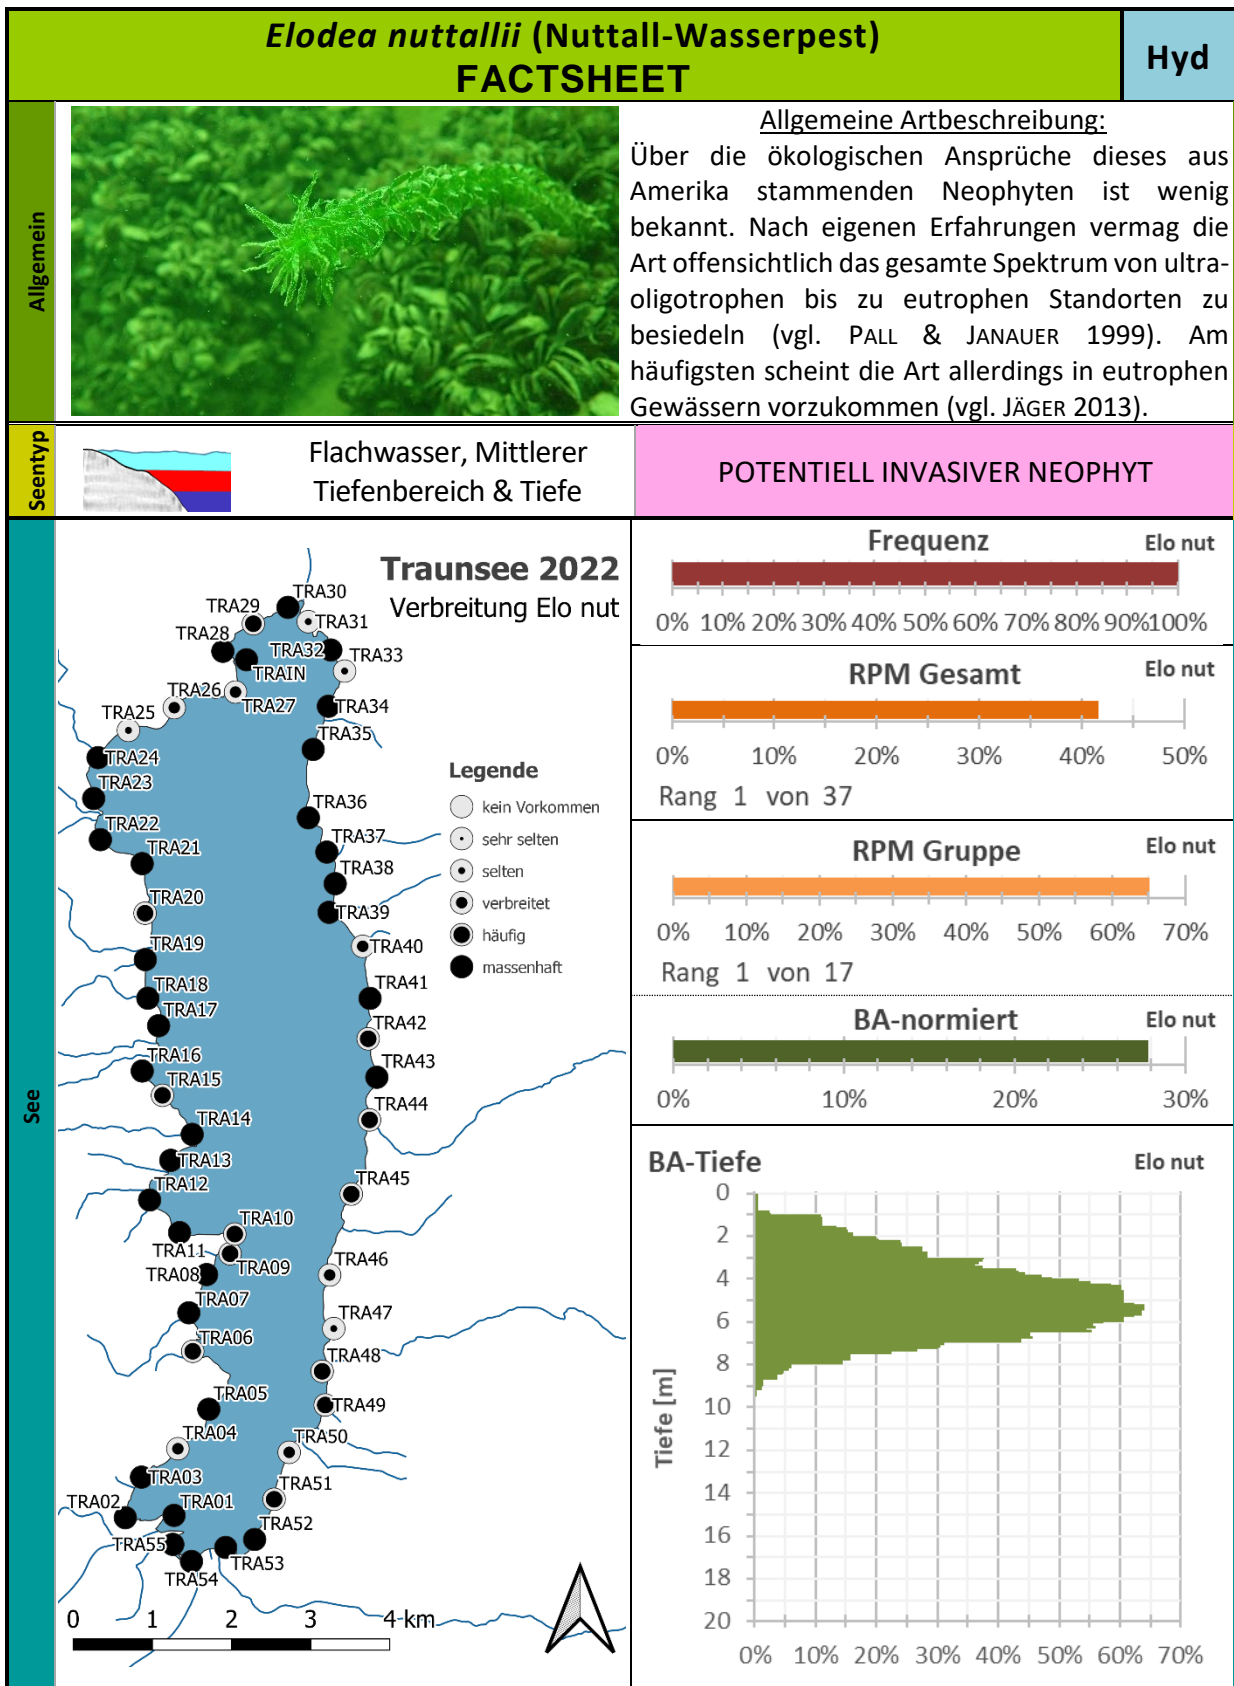 Elodea nuttallii (Nuttall-Wasserpest)
FACTSHEET
Hyd
Allgemein
Allgemeine Artbeschreibung:
Über die ökologischen Ansprüche dieses aus
Amerika stammenden Neophyten ist wenig
bekannt. Nach eigenen Erfahrungen vermag die
Art offensichtlich das gesamte Spektrum von ultra-
oligotrophen bis zu eutrophen Standorten zu
besiedeln (vgl. PALL & JANAUER 1999). Am
häufigsten scheint die Art allerdings in eutrophen
Gewässern vorzukommen (vgl. JÄGER 2013).
Seentyp
Flachwasser, Mittlerer
Tiefenbereich & Tiefe
POTENTIELL INVASIVER NEOPHYT
See
Traunsee 2022
Verbreitung Elo nut
TRA30
TRA29
TRA31
TRA28
TRA32
TRA33
TRAIN
TRA26
TRA27
TRA25
TRA34
TRA35
TRA24
TRA23
TRA36
TRA22
TRA37
TRA21
TRA38
TRA20
TRA39
TRA19
TRA40
TRA18
TRA41
TRA17
TRA42
TRA16
TRA43
TRA15
TRA44
TRA14
TRA13
TRA12
TRA45
TRA10
TRA11
TRA09
TRA08
TRA46
TRA07
TRA47
TRA06
TRA48
TRA05
TRA49
TRA04
TRA50
TRA03
TRA51
TRA02
TRA01
TRA52
TRA55
TRA53
TRA54
Legende
kein Vorkommen
sehr selten
selten
verbreitet
häufig
massenhaft
0 1 2 3 4 km
Frequenz Elo nut
0% 10% 20% 30% 40% 50% 60% 70% 80% 90%100%
RPM Gesamt Elo nut
0% 10% 20% 30% 40% 50%
Rang 1 von 37
RPM Gruppe Elo nut
0% 10% 20% 30% 40% 50% 60% 70%
Rang 1 von 17
BA-normiert Elo nut
0% 10% 20% 30%
BA-Tiefe Elo nut
Tiefe [m]
0
2
4
6
8
10
12
14
16
18
20
0% 10% 20% 30% 40% 50% 60% 70%